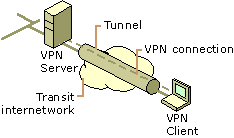 Tunnel
VPN
Server
VPN connection
Transit
internetwork
VPN
Client